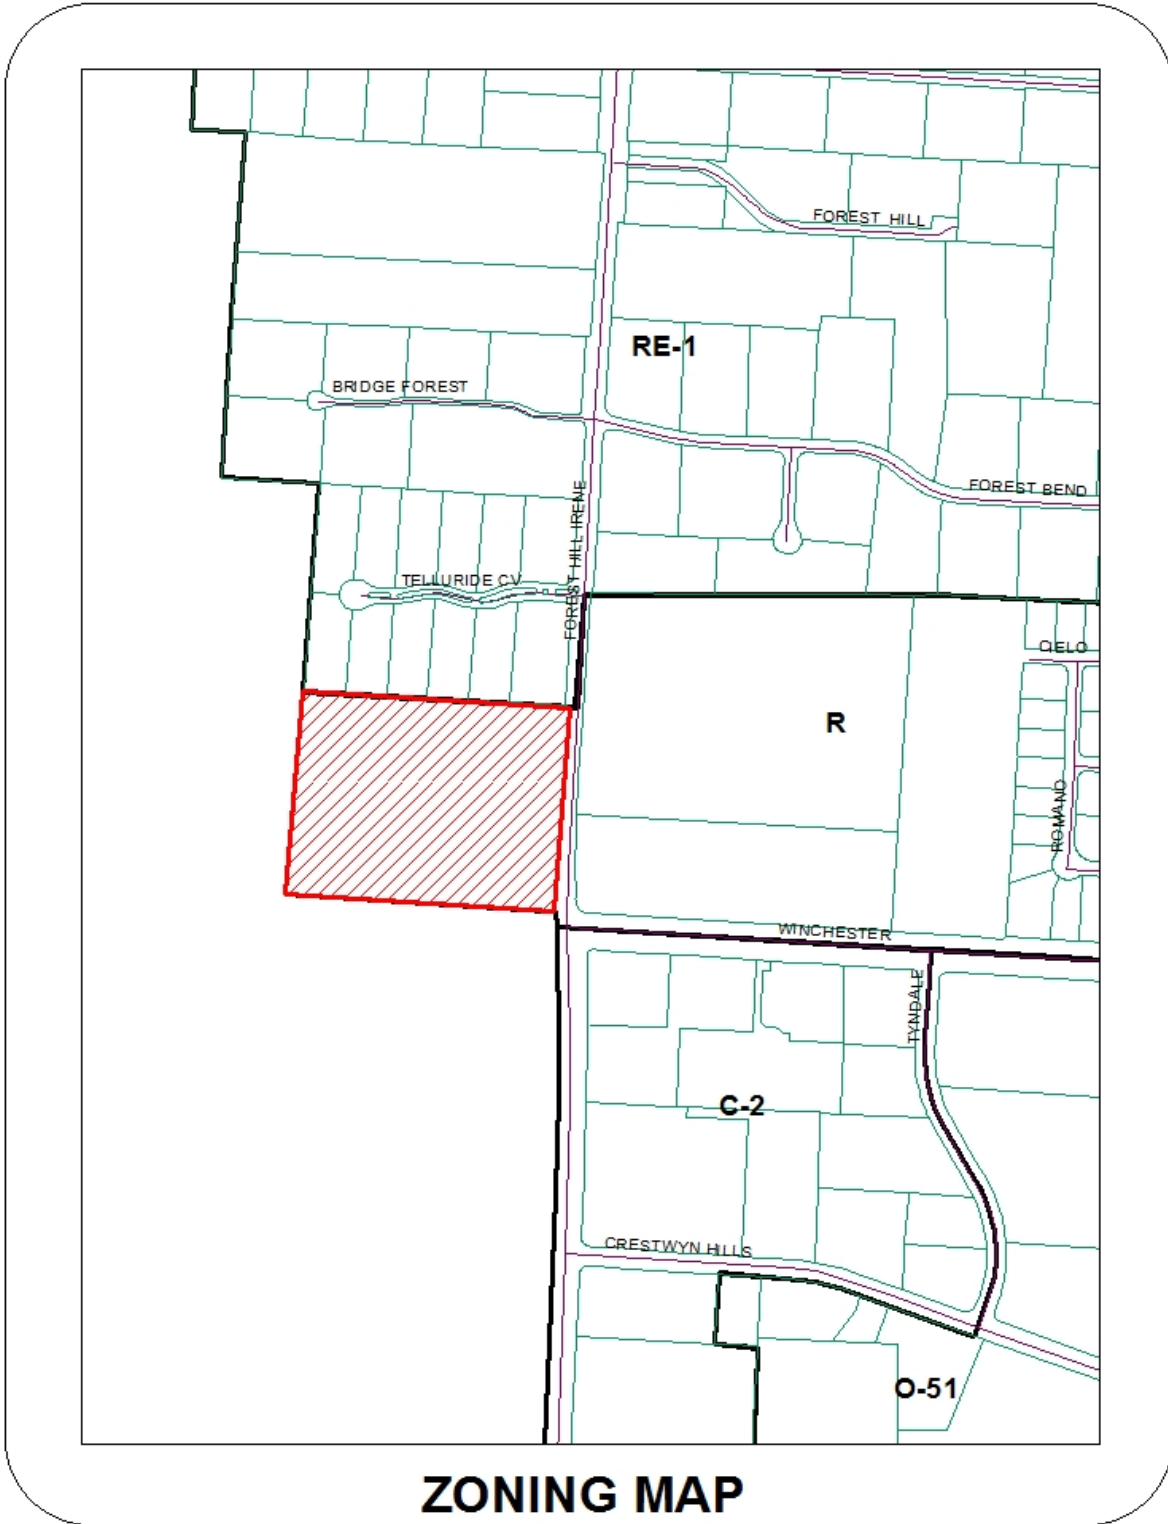 FOREST HILL
RE-1
BRIDGE FOREST
FOREST BEND
FOREST HILL IRENE
TELLURIDE CV
CIELO
R
ROMANO
WINCHESTER
TYNDALE
C-2
CRESTWYN HILLS
O-51
ZONING MAP